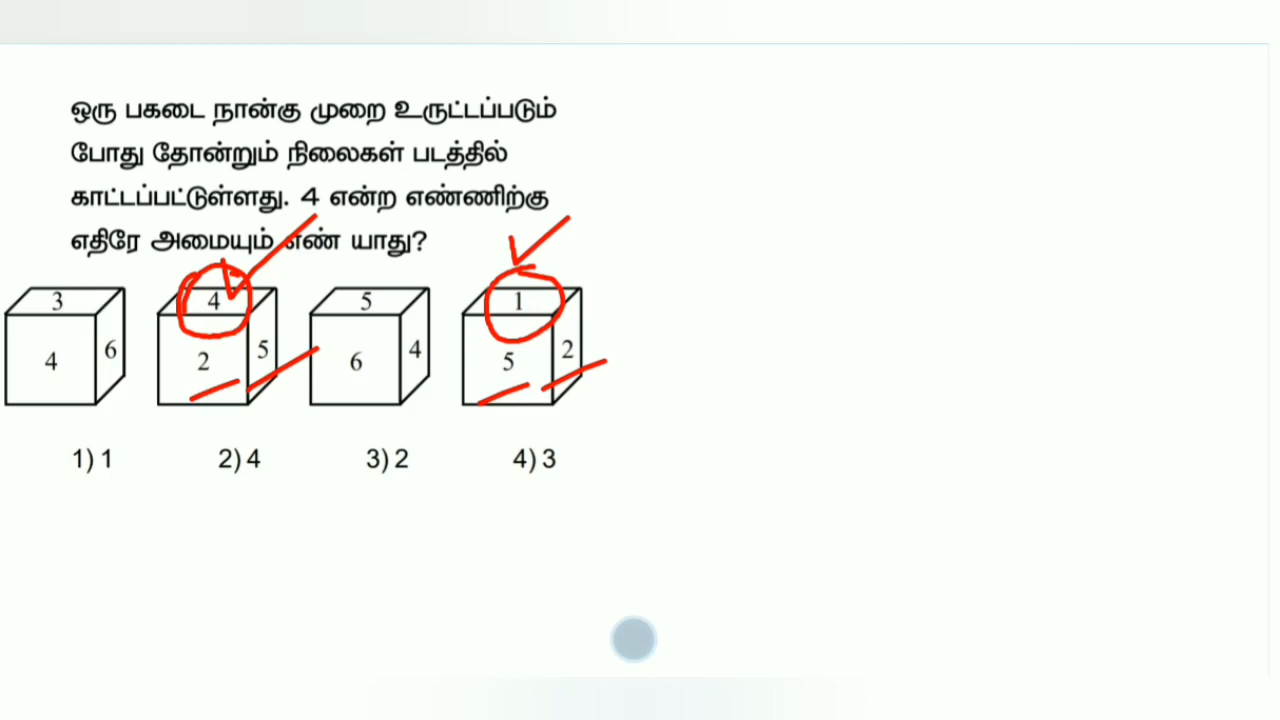 ஒரு பகடை நான்கு முறை உருட்டப்படும்
போது தோன்றும் நிலைகள் படத்தில்
காட்டப்பட்டுள்ளது. 4 என்ற எண்ணிற்கு
எதிரே அமையும் எண் யாது?
3 4 5 1
4 6 2 5 6 4 5 2
1) 1 2) 4 3) 2 4) 3